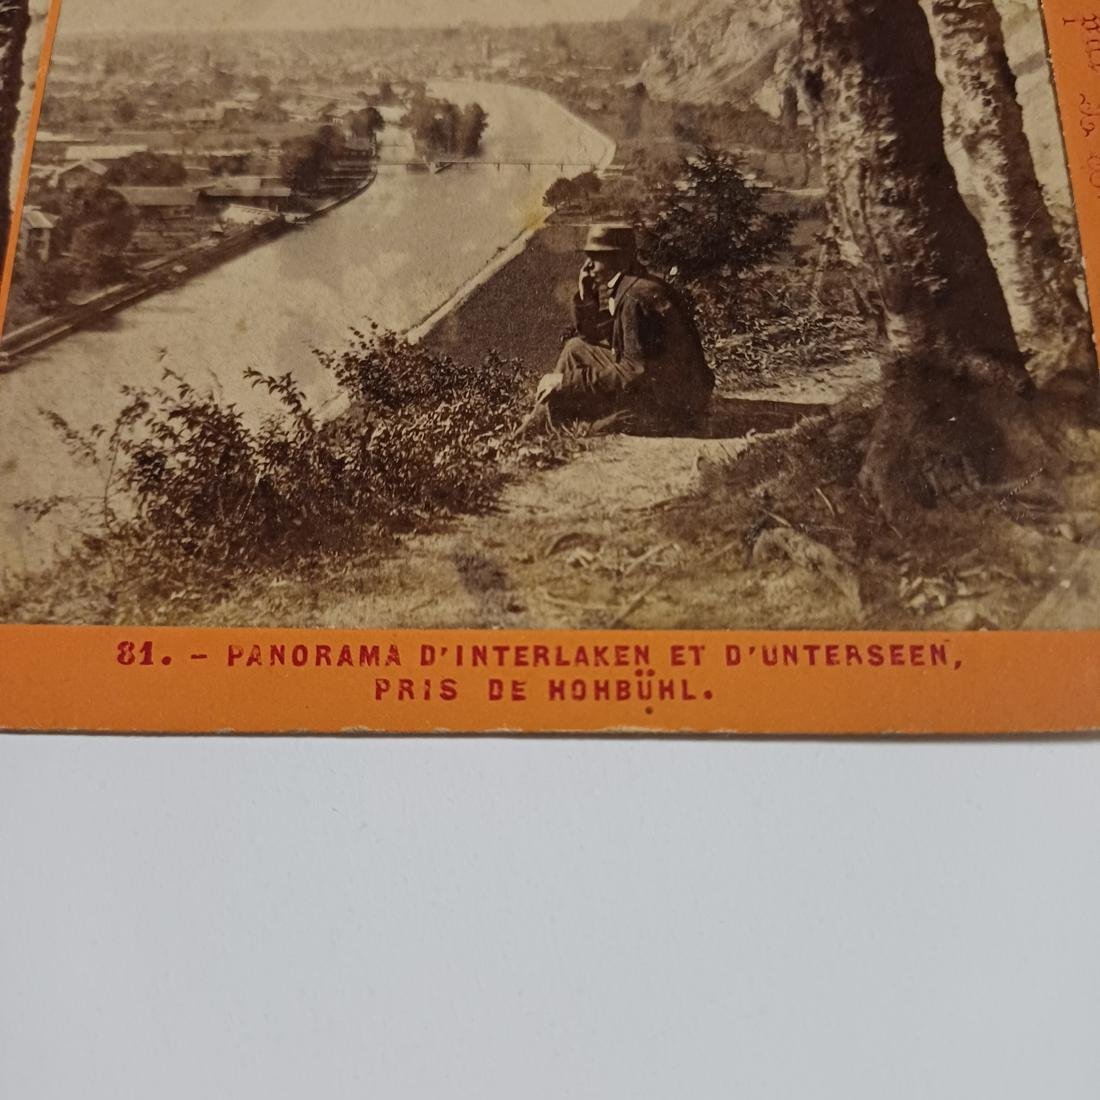 81. - PANORAMA D'INTERLAKEN ET D'UNTERSEEN,
PRIS DE HOHBÜHL.